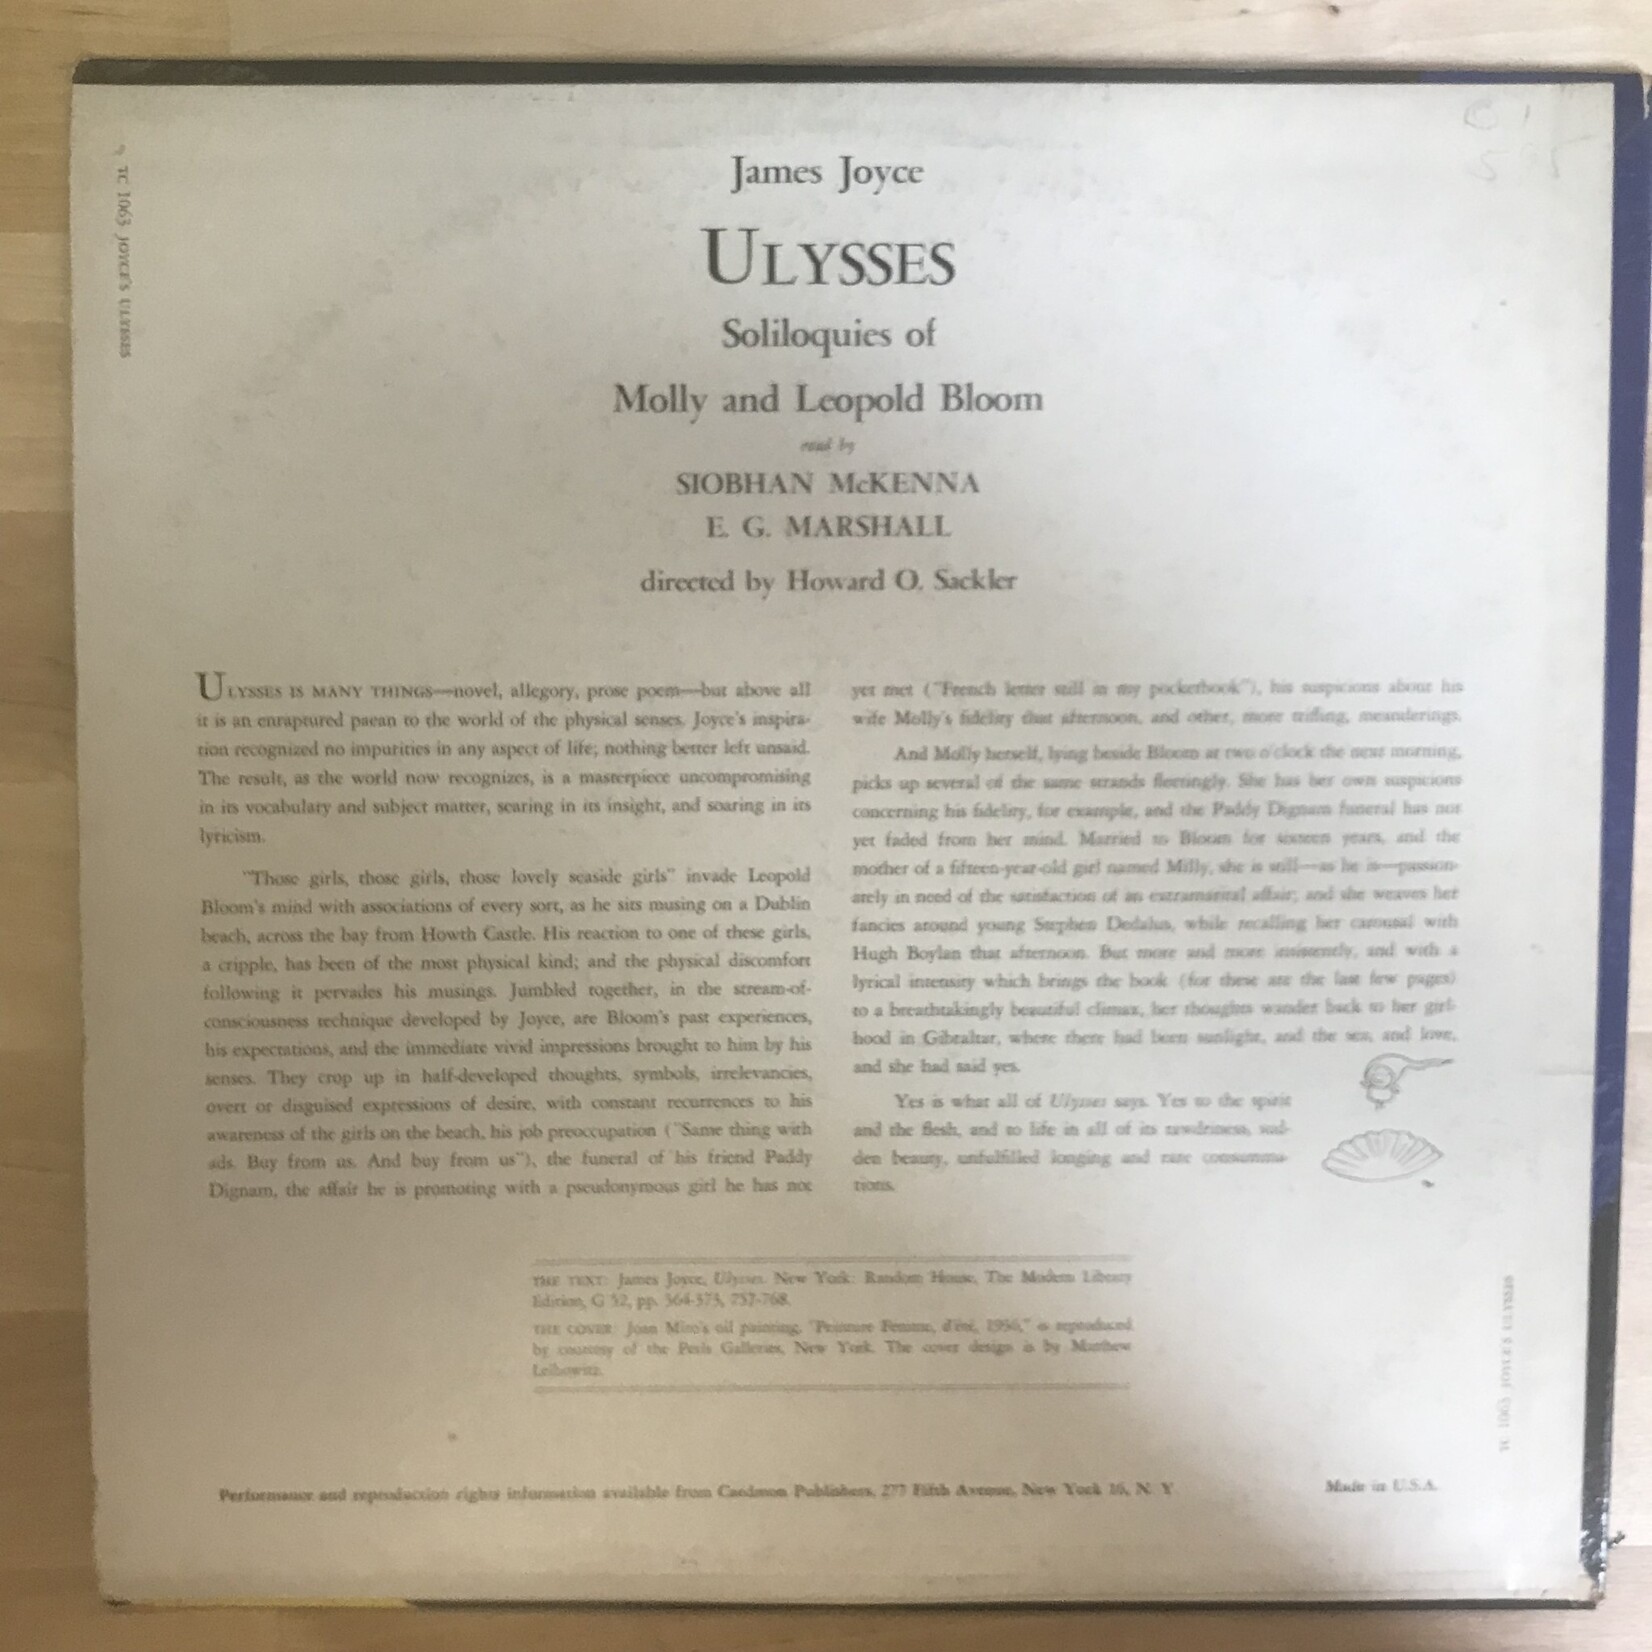 TC 1063 JOYCE'S ULYSSES
James Joyce
ULYSSES
Soliloquies of
Molly and Leopold Bloom
read by
SIOBHAN McKENNA
E. G. MARSHALL
directed by Howard O. Sackler
ULYSSES IS MANY THINGS—novel, allegory, prose poem—but above all
it is an enraptured paean to the world of the physical senses. Joyce's inspira-
tion recognized no impurities in any aspect of life; nothing better left unsaid.
The result, as the world now recognizes, is a masterpiece uncompromising
in its vocabulary and subject matter, searing in its insight, and soaring in its
lyricism.
"Those girls, those girls, those lovely seaside girls" invade Leopold
Bloom's mind with associations of every sort, as he sits musing on a Dublin
beach, across the bay from Howth Castle. His reaction to one of these girls,
a cripple, has been of the most physical kind; and the physical discomfort
following it pervades his musings. Jumbled together, in the stream-of-
consciousness technique developed by Joyce, are Bloom's past experiences,
his expectations, and the immediate vivid impressions brought to him by his
senses. They crop up in half-developed thoughts, symbols, irrelevancies,
overt or disguised expressions of desire, with constant recurrences to his
awareness of the girls on the beach, his job preoccupation ("Same thing with
ads. Buy from us. And buy from us"), the funeral of his friend Paddy
Dignam, the affair he is promoting with a pseudonymous girl he has not
yet met ("French letter still in my pocketbook"), his suspicions about his
wife Molly's fidelity that afternoon, and other, more trifling, meanderings.
And Molly herself, lying beside Bloom at two o'clock the next morning,
picks up several of the same strands fleetingly. She has her own suspicions
concerning his fidelity, for example, and the Paddy Dignam funeral has not
yet faded from her mind. Married to Bloom for sixteen years, and the
mother of a fifteen-year-old girl named Milly, she is still—as he is—passion-
ately in need of the satisfaction of an extramarital affair; and she weaves her
fancies around young Stephen Dedalus, while recalling her carousal with
Hugh Boylan that afternoon. But more and more insistently, and with a
lyrical intensity which brings the book (for these are the last few pages)
to a breathtakingly beautiful climax, her thoughts wander back to her girl-
hood in Gibraltar, where there had been sunlight, and the sea, and love,
and she had said yes.
Yes is what all of Ulysses says. Yes to the spirit
and the flesh, and to life in all of its tawdriness, sud-
den beauty, unfulfilled longing and rare consumma-
tions.
THE TEXT: James Joyce, Ulysses. New York: Random House, The Modern Library
Edition, G 52, pp. 364-375, 757-768.
THE COVER: Joan Miro's oil painting, "Peinture Femme, d'été, 1936," is reproduced
by courtesy of the Perls Galleries, New York. The cover design is by Matthew
Leibowitz.
TC 1063 JOYCE'S ULYSSES
Performance and reproduction rights information available from Caedmon Publishers, 277 Fifth Avenue, New York 16, N. Y.
Made in U.S.A.